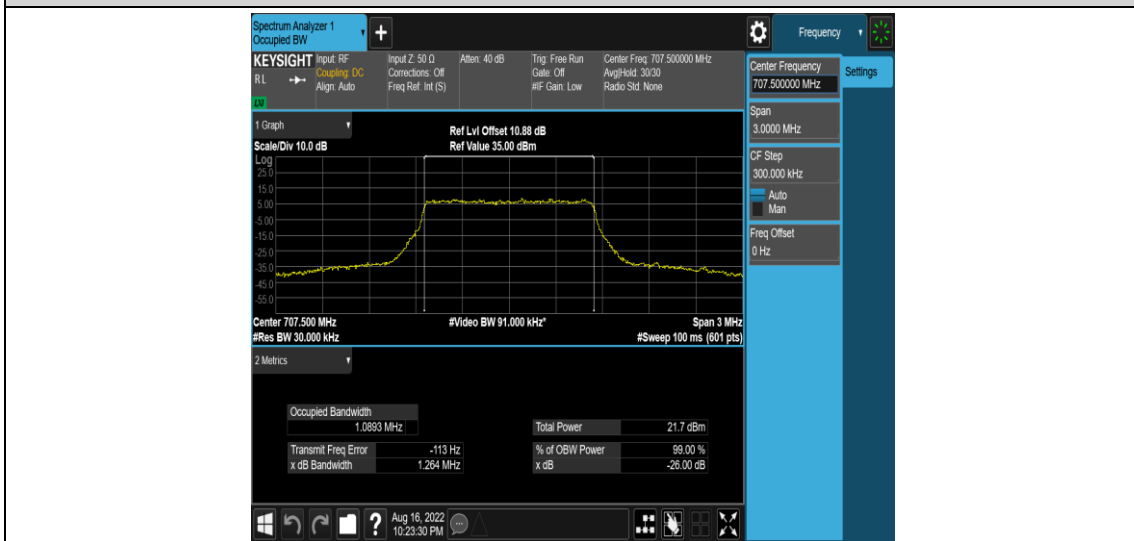 Spectrum Analyzer 1
Occupied BW
Frequency
KEYSIGHT
RL
Input: RF
Coupling: DC
Align: Auto
Input Z: 50 Ω
Corrections: Off
Freq Ref: Int (S)
Atten: 40 dB
Trig: Free Run
Gate: Off
#IF Gain: Low
Center Freq: 707.500000 MHz
Avg|Hold: 30/30
Radio Std: None
1 Graph
Scale/Div 10.0 dB
Ref Lvl Offset 10.88 dB
Ref Value 35.00 dBm
Log
25.0
15.0
5.00
-5.00
-15.0
-25.0
-35.0
-45.0
-55.0
Center 707.500 MHz
#Res BW 30.000 kHz
#Video BW 91.000 kHz*
Span 3 MHz
#Sweep 100 ms (601 pts)
2 Metrics
Occupied Bandwidth
1.0893 MHz
Transmit Freq Error -113 Hz
x dB Bandwidth 1.264 MHz
Total Power 21.7 dBm
% of OBW Power 99.00 %
x dB -26.00 dB
Aug 16, 2022
10:23:30 PM
Center Frequency
707.500000 MHz
Settings
Span
3.0000 MHz
CF Step
300.000 kHz
Auto
Man
Freq Offset
0 Hz